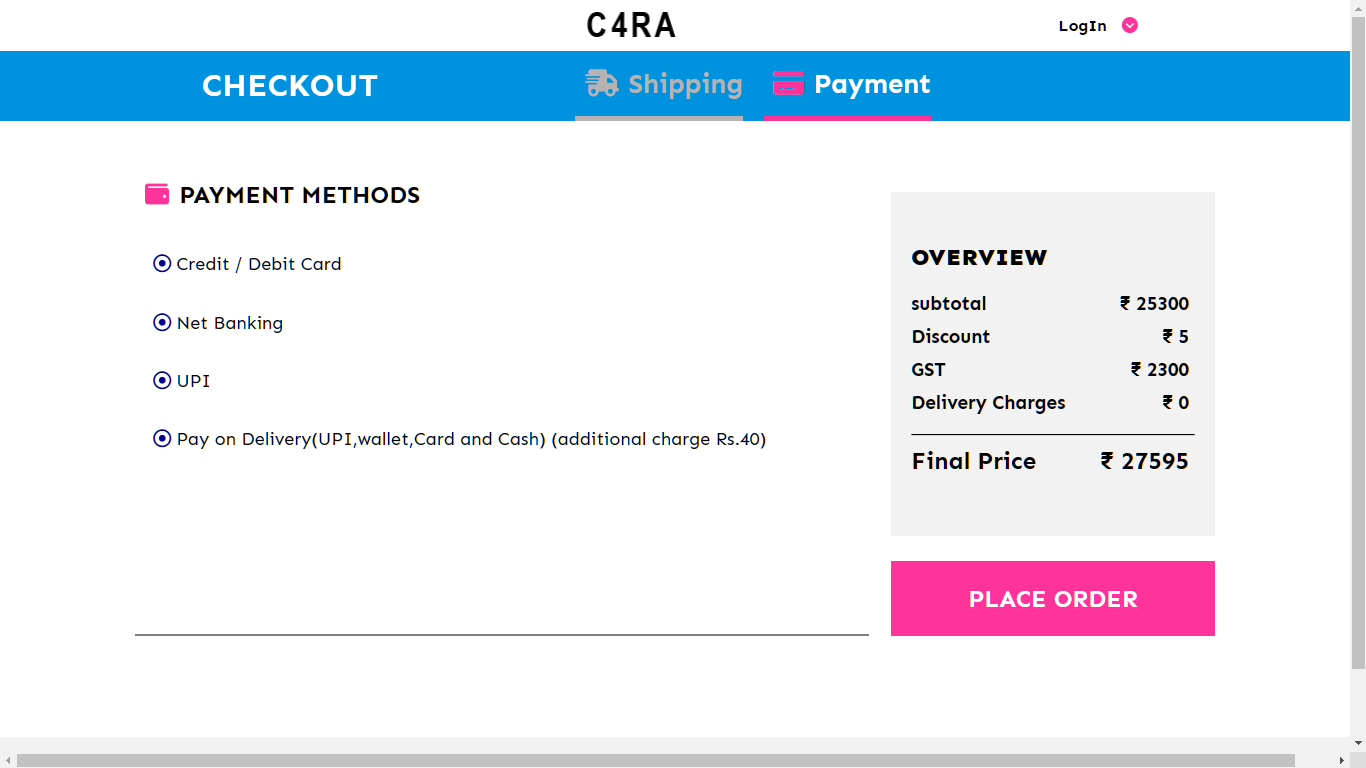 C4RA
LogIn
CHECKOUT
Shipping
Payment
PAYMENT METHODS
Credit / Debit Card
Net Banking
UPI
Pay on Delivery(UPI,wallet,Card and Cash) (additional charge Rs.40)
OVERVIEW
subtotal ₹ 25300
Discount ₹ 5
GST ₹ 2300
Delivery Charges ₹ 0
Final Price ₹ 27595
PLACE ORDER